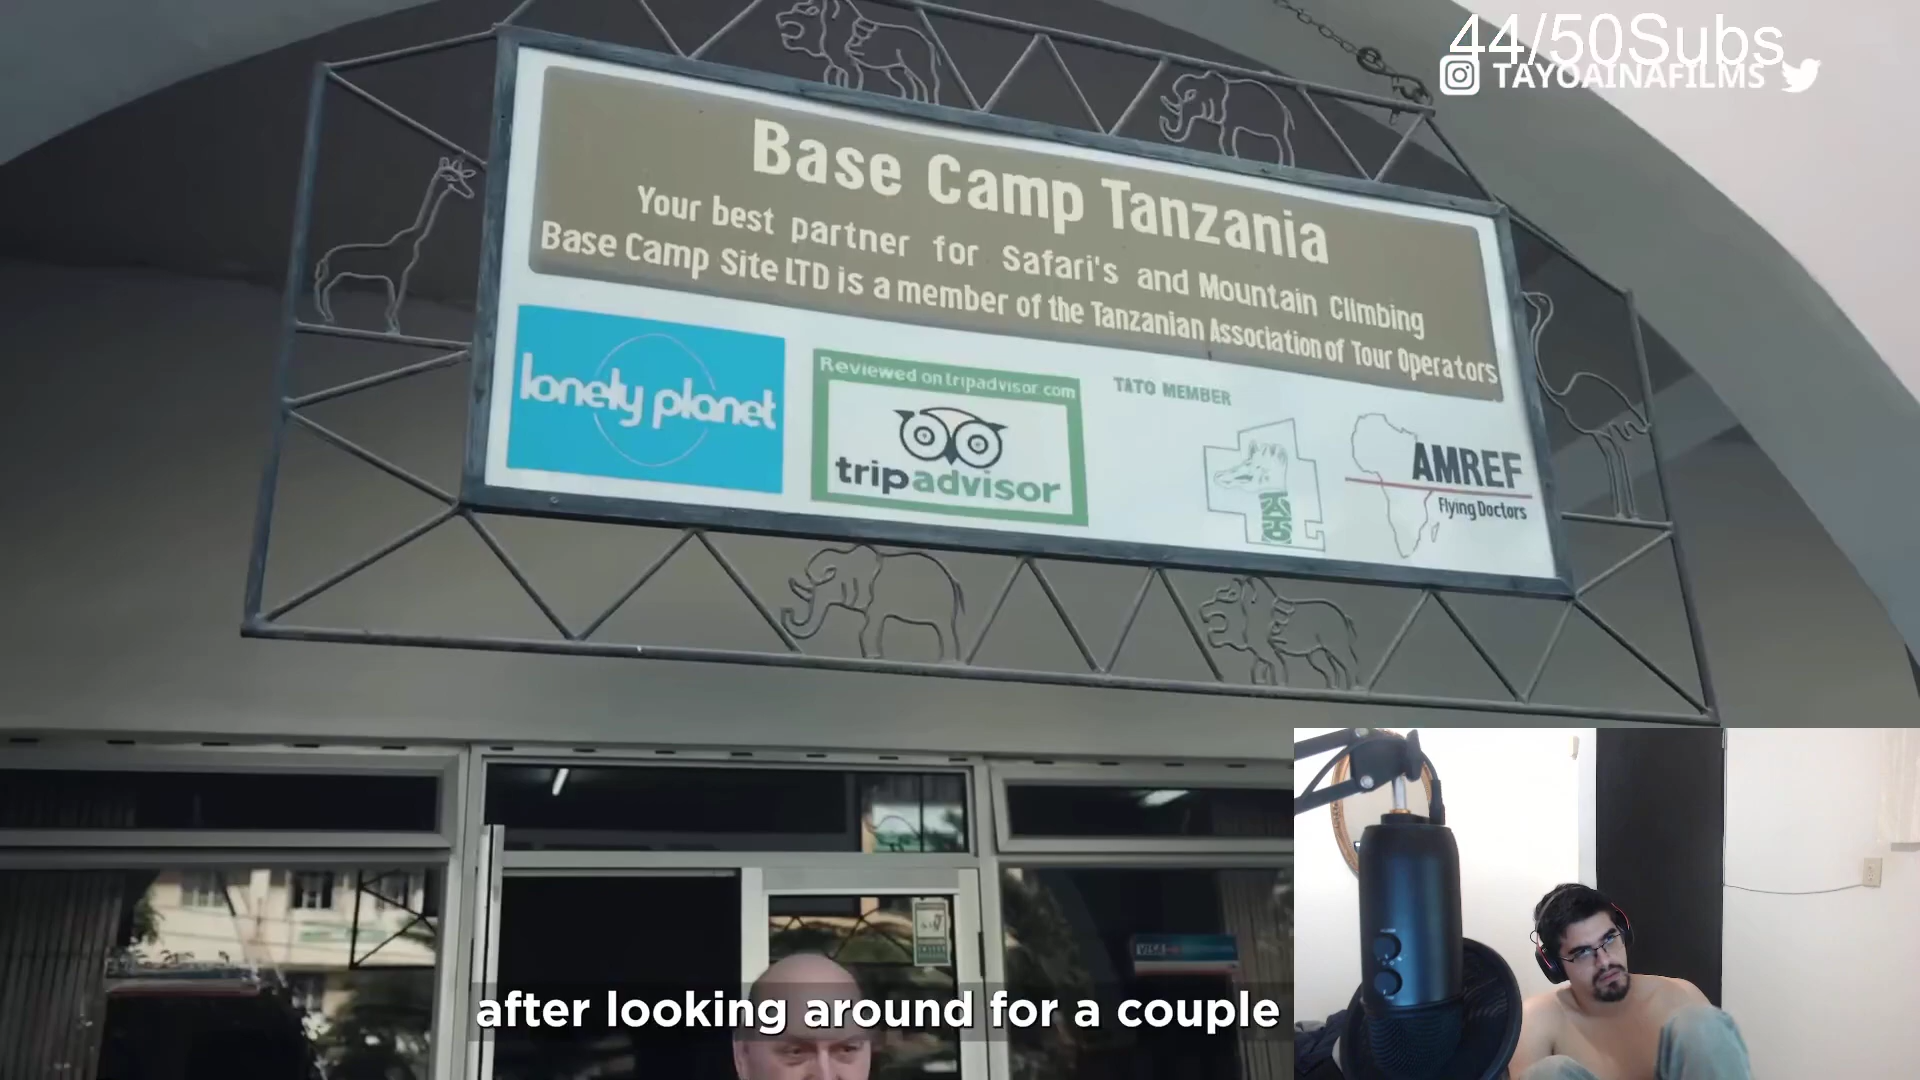 44/50Subs
TAYOAINAFILMS
Base Camp Tanzania
Your best partner for Safari's and Mountain Climbing
Base Camp Site LTD is a member of the Tanzanian Association of Tour Operators
lonely planet
Reviewed on tripadvisor.com
tripadvisor
TATO MEMBER
TATO
AMREF
Flying Doctors
VISA
after looking around for a couple